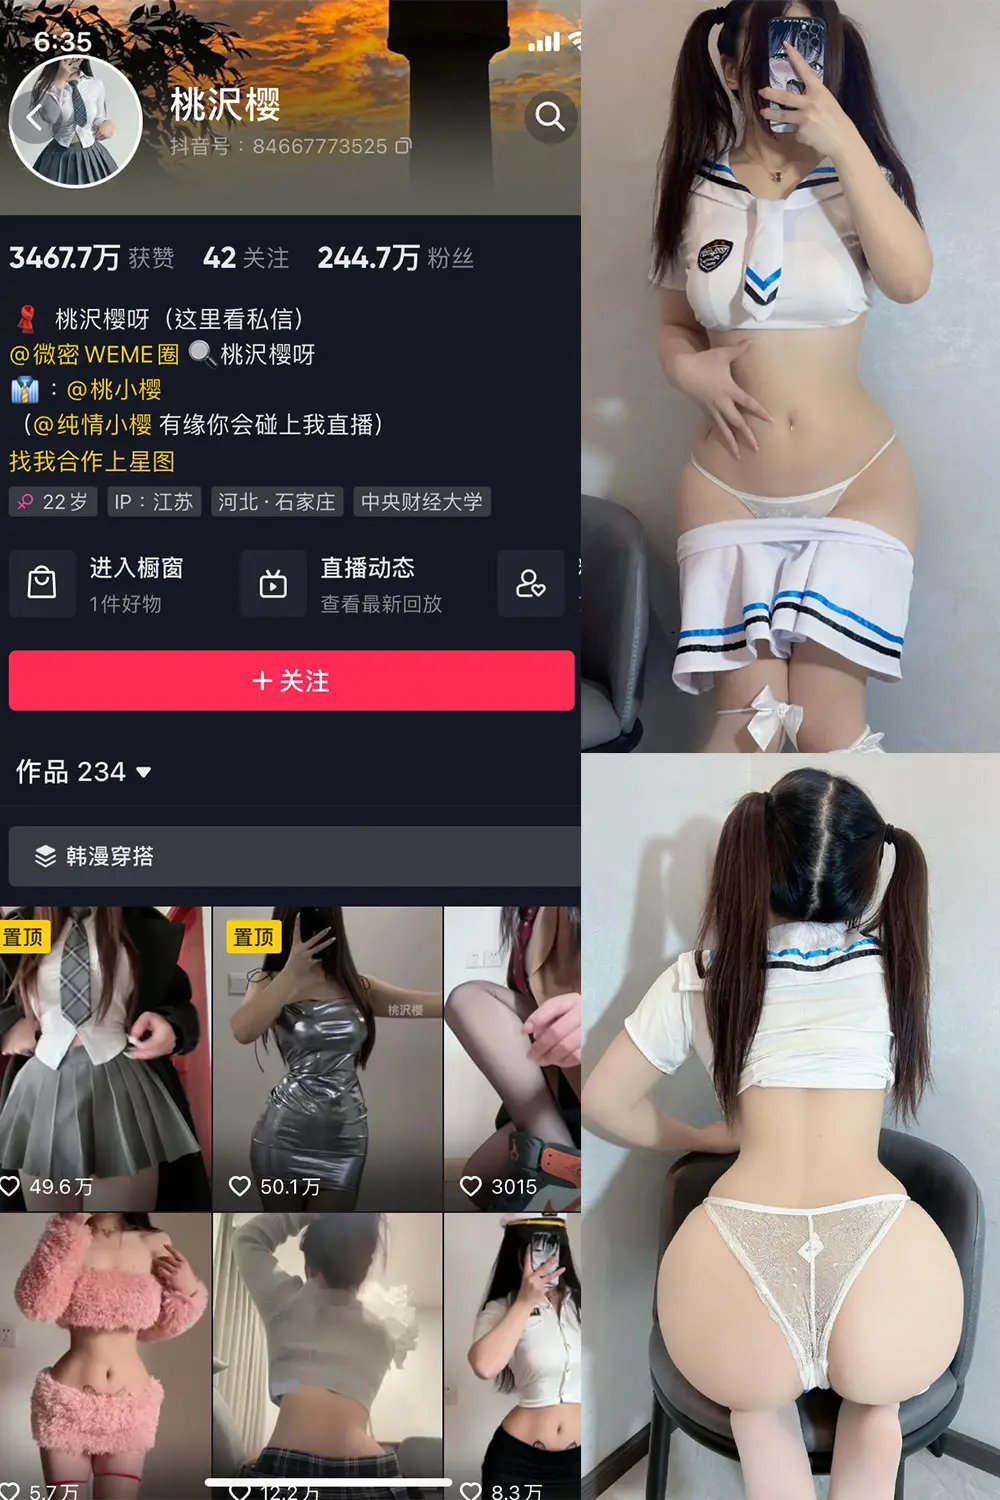 6:35
桃沢樱
抖音号：84667773525
3467.7万 获赞 42 关注 244.7万 粉丝
桃沢樱呀（这里看私信）
@微密WEME圈 🔍桃沢樱呀
👔：@桃小樱
（@纯情小樱 有缘你会碰上我直播）
找我合作上星图
22岁 IP：江苏 河北·石家庄 中央财经大学
进入橱窗 直播动态
1件好物 查看最新回放
+ 关注
作品 234
韩漫穿搭
置顶 置顶
桃沢樱
49.6万 50.1万 3015
5.7万 12.2万 8.3万